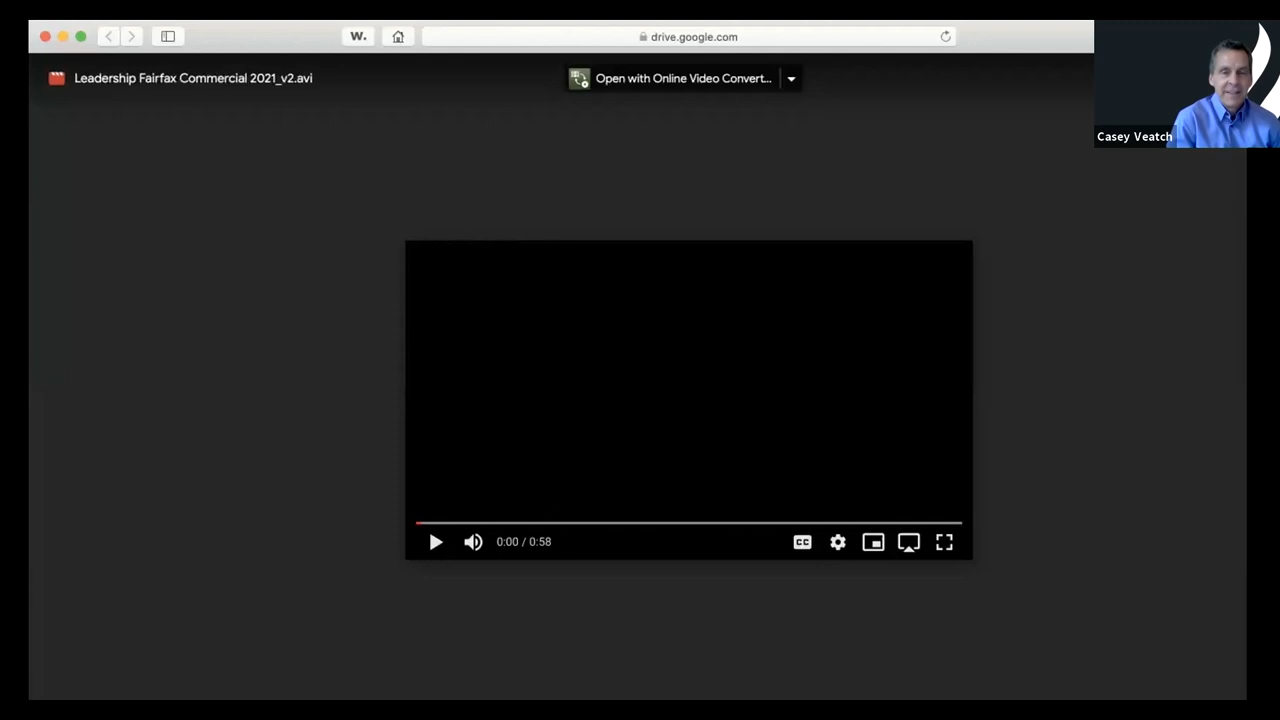 W.
drive.google.com
Leadership Fairfax Commercial 2021_v2.avi
Open with Online Video Convert...
Casey Veatch
0:00 / 0:58
CC